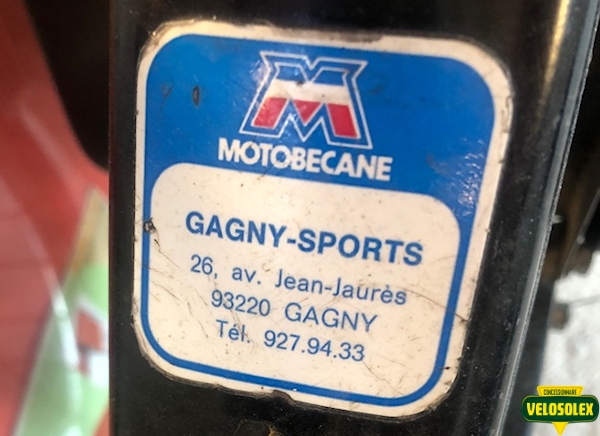 M
MOTOBECANE
GAGNY-SPORTS
26, av. Jean-Jaurès
93220 GAGNY
Tél. 927.94.33
CONCESSIONNAIRE
VELOSOLEX